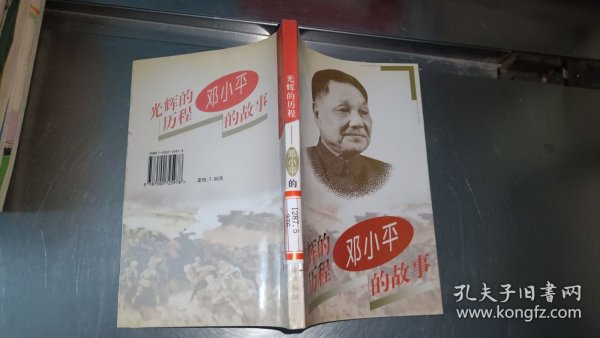 光辉的
历程
邓小平
的故事
定价:7.00元
光辉的历程
邓小平
的
I287.5
辉的
历程
邓小平
的故事
孔夫子旧书网
www.kongfz.com